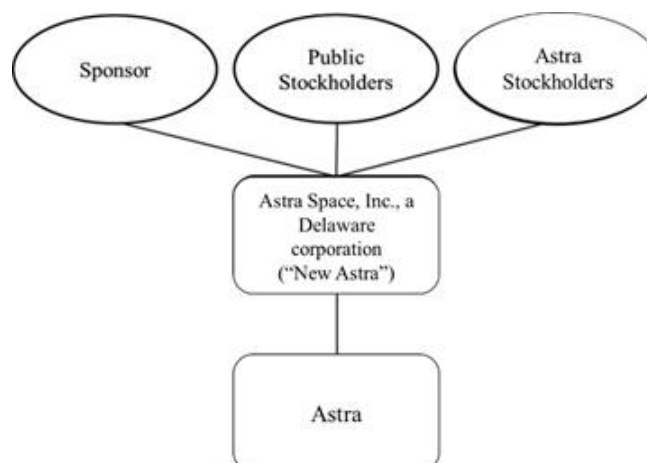 Sponsor
Public
Stockholders
Astra
Stockholders
Astra Space, Inc., a
Delaware
corporation
(“New Astra”)
Astra